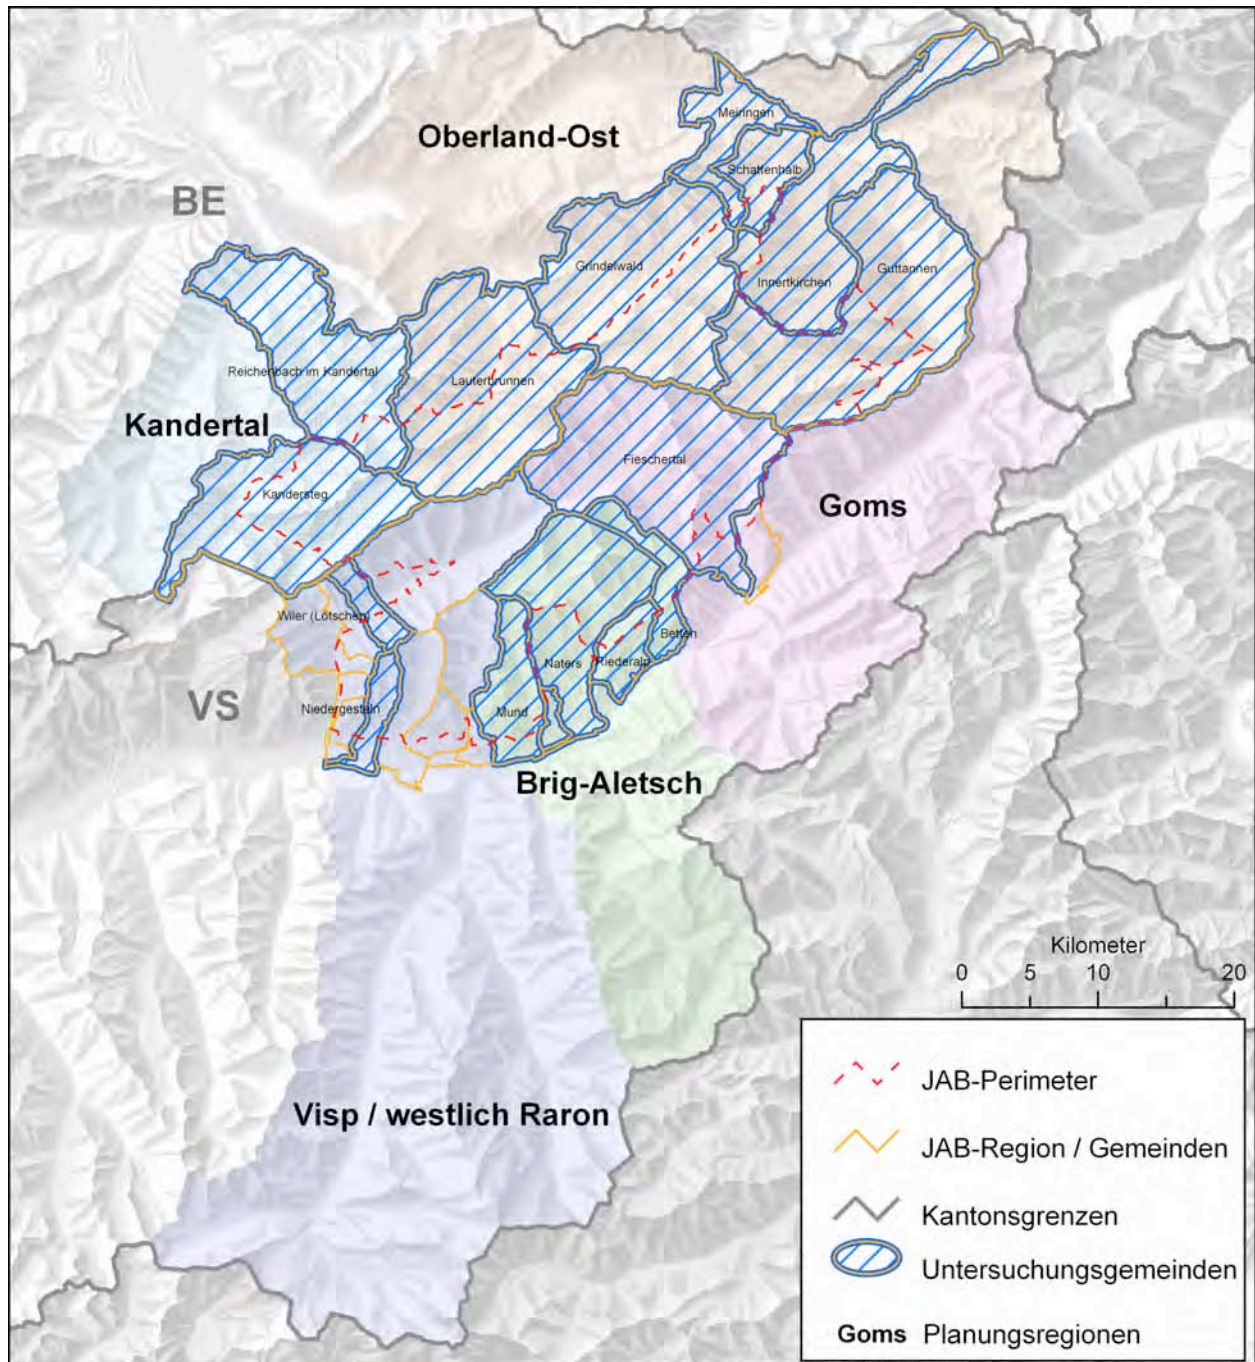 Meiringen
Oberland-Ost
Schattenhalb
BE
Grindelwald
Innertkirchen
Guttannen
Reichenbach im Kandertal
Lauterbrunnen
Kandertal
Fieschertal
Kandersteg
Goms
Wiler (Lötschen)
Betten
Naters
Riederalp
VS
Niedergesteln
Mund
Brig-Aletsch
Kilometer
0 5 10 20
JAB-Perimeter
Visp / westlich Raron
JAB-Region / Gemeinden
Kantonsgrenzen
Untersuchungsgemeinden
Goms Planungsregionen